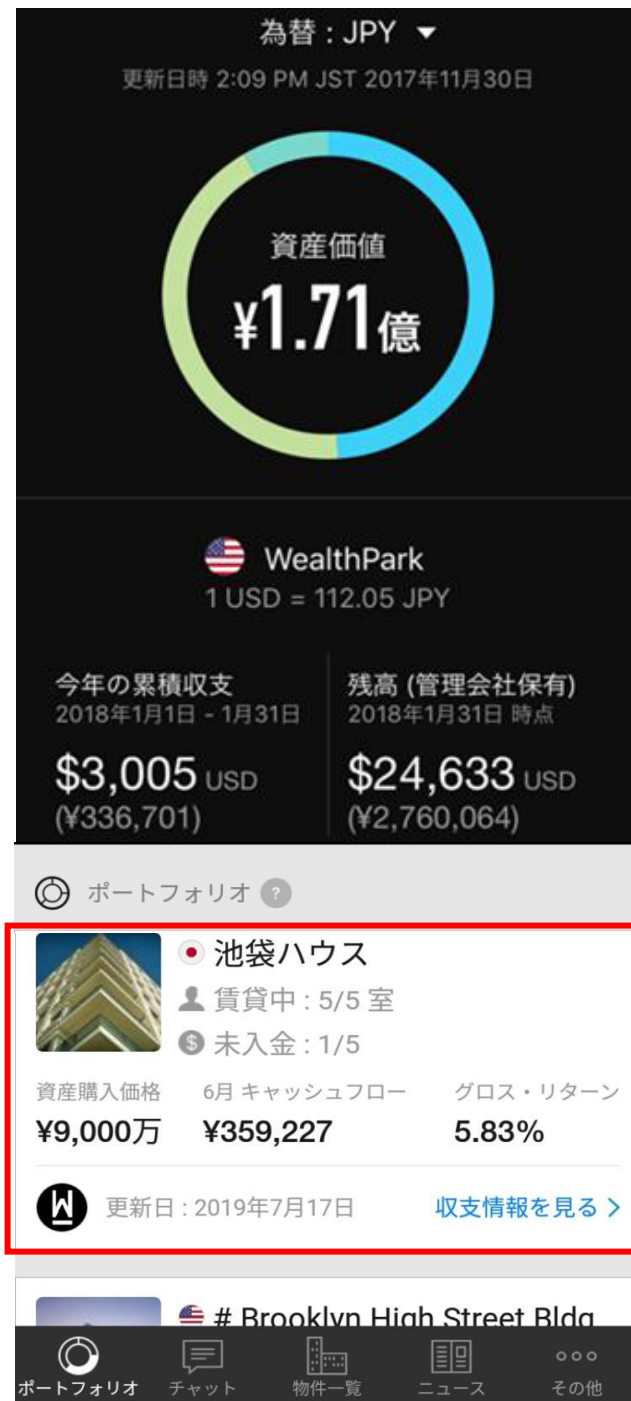 為替：JPY ▼
更新日時 2:09 PM JST 2017年11月30日
資産価値
¥1.71億
WealthPark
1 USD = 112.05 JPY
今年の累積収支
2018年1月1日 - 1月31日
$3,005 USD
(¥336,701)
残高 (管理会社保有)
2018年1月31日 時点
$24,633 USD
(¥2,760,064)
ポートフォリオ ?
池袋ハウス
賃貸中 : 5/5 室
$ 未入金 : 1/5
資産購入価格 6月 キャッシュフロー グロス・リターン
¥9,000万 ¥359,227 5.83%
W 更新日 : 2019年7月17日 収支情報を見る >
# Brooklyn High Street Bldg
ポートフォリオ チャット 物件一覧 ニュース その他